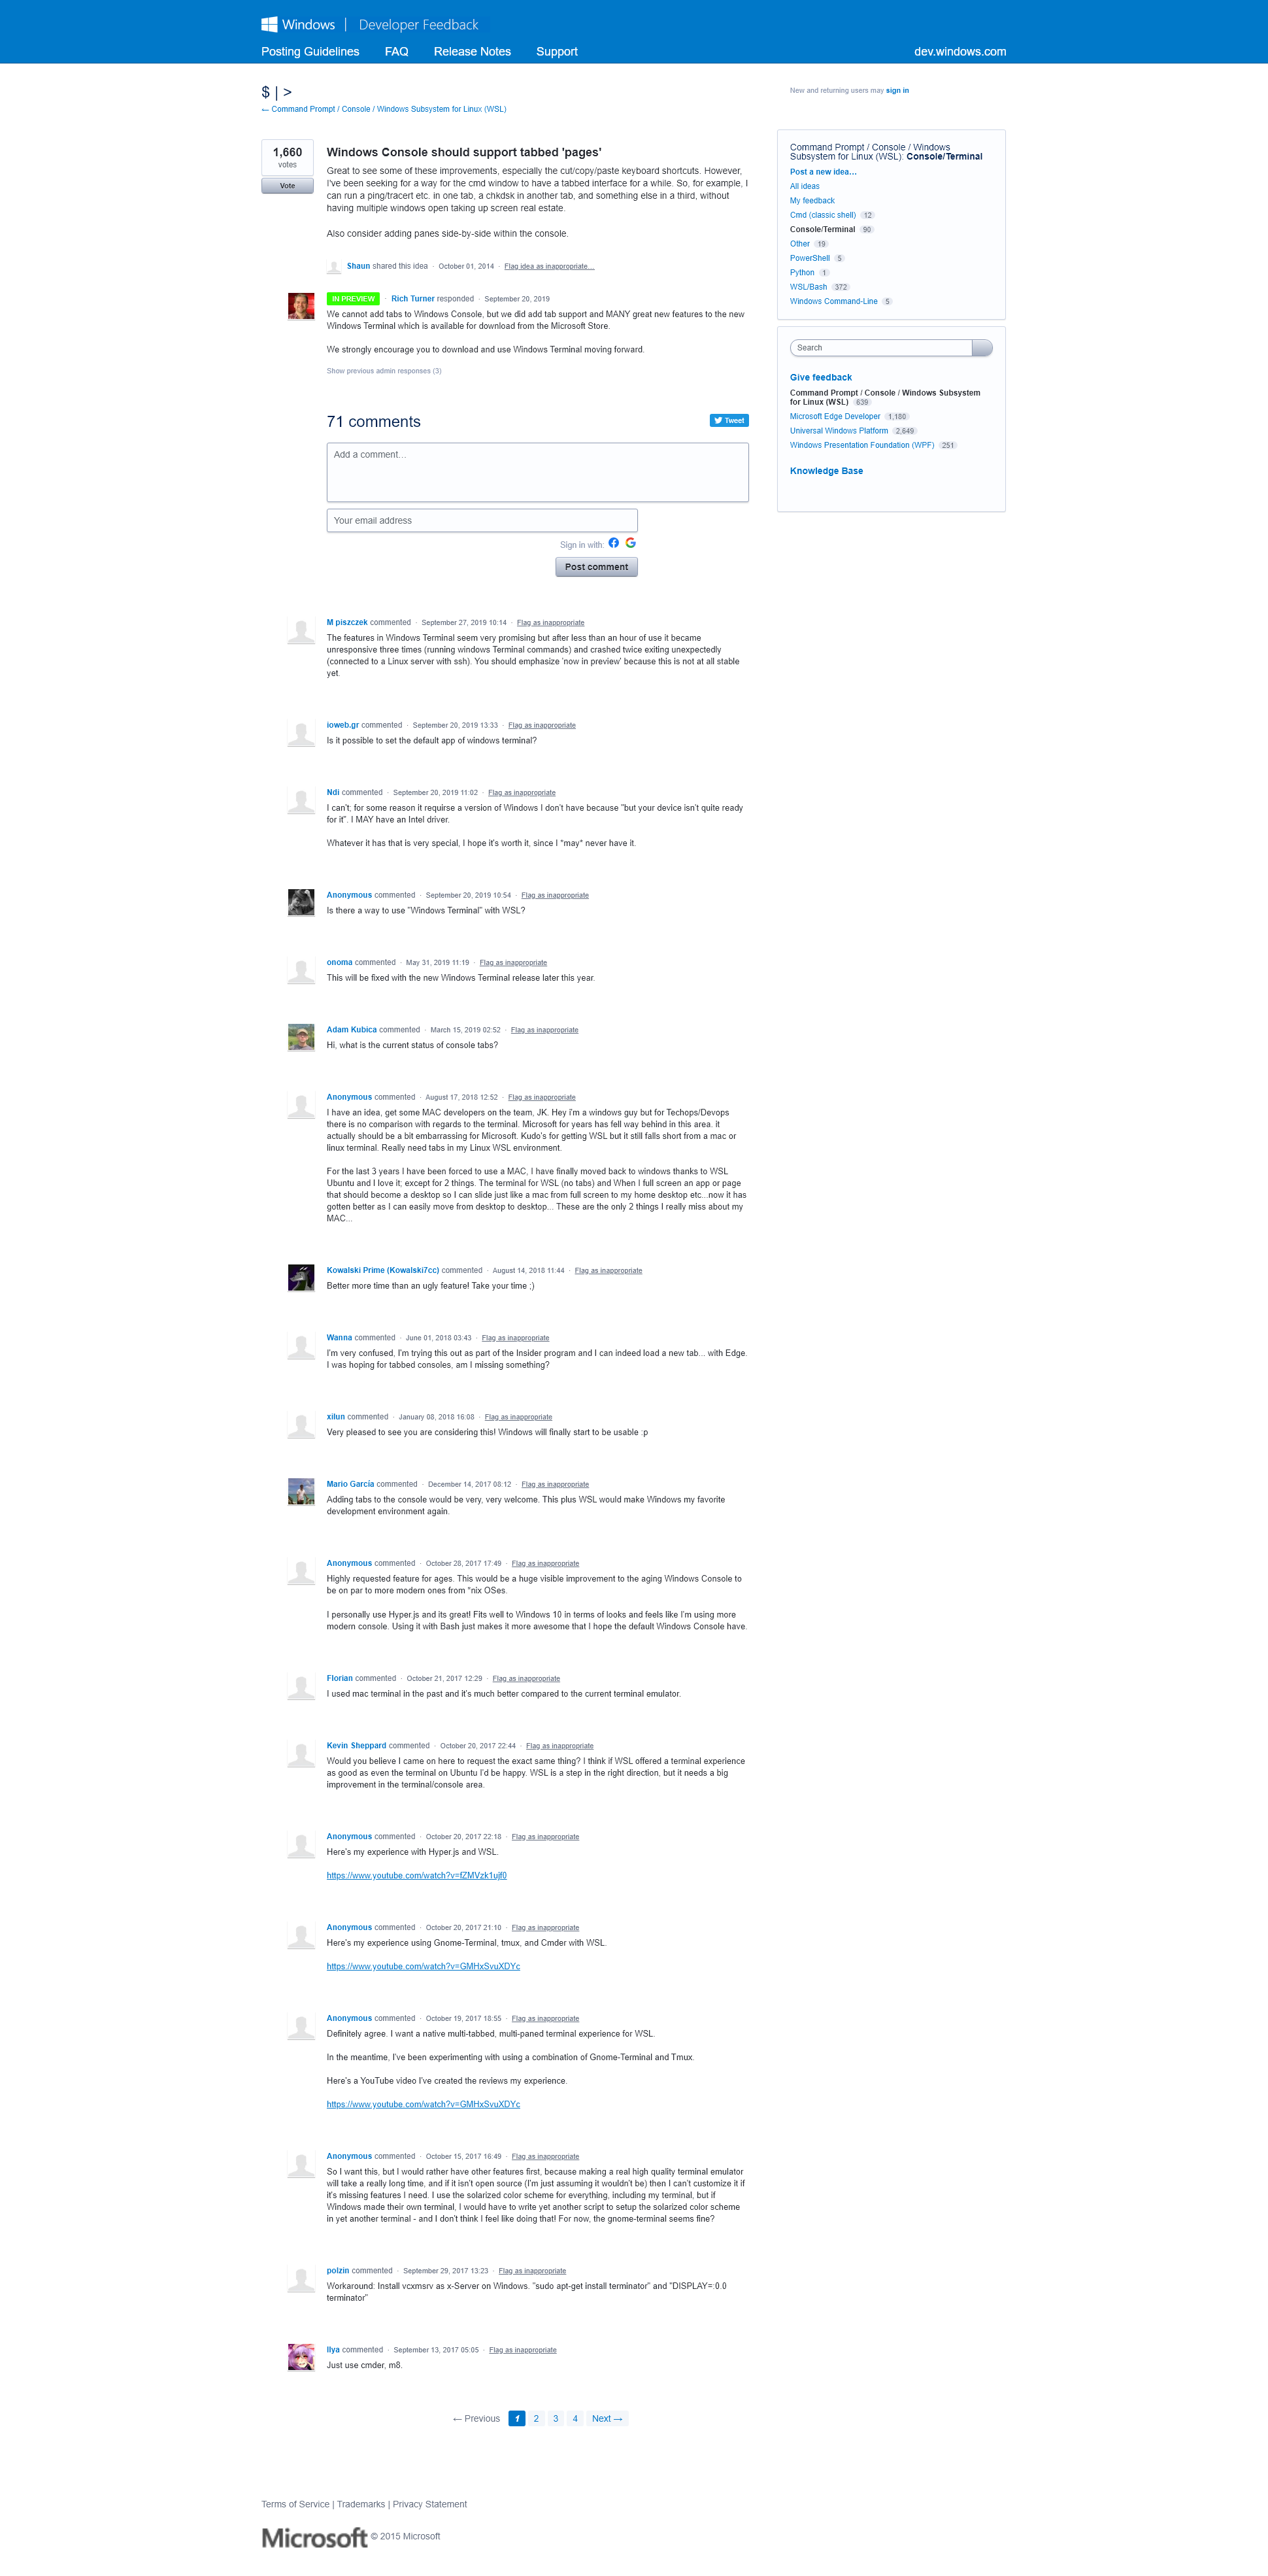 Windows | Developer Feedback
Posting Guidelines FAQ Release Notes Support dev.windows.com
$ | >
← Command Prompt / Console / Windows Subsystem for Linux (WSL)
New and returning users may sign in
1,660
votes
Vote
Windows Console should support tabbed 'pages'
Great to see some of these improvements, especially the cut/copy/paste keyboard shortcuts. However,
I've been seeking for a way for the cmd window to have a tabbed interface for a while. So, for example, I
can run a ping/tracert etc. in one tab, a chkdsk in another tab, and something else in a third, without
having multiple windows open taking up screen real estate.
Also consider adding panes side-by-side within the console.
Shaun shared this idea · October 01, 2014 · Flag idea as inappropriate…
IN PREVIEW · Rich Turner responded · September 20, 2019
We cannot add tabs to Windows Console, but we did add tab support and MANY great new features to the new
Windows Terminal which is available for download from the Microsoft Store.
We strongly encourage you to download and use Windows Terminal moving forward.
Show previous admin responses (3)
71 comments
Tweet
Add a comment…
Your email address
Sign in with:
Post comment
M piszczek commented · September 27, 2019 10:14 · Flag as inappropriate
The features in Windows Terminal seem very promising but after less than an hour of use it became
unresponsive three times (running windows Terminal commands) and crashed twice exiting unexpectedly
(connected to a Linux server with ssh). You should emphasize 'now in preview' because this is not at all stable
yet.
ioweb.gr commented · September 20, 2019 13:33 · Flag as inappropriate
Is it possible to set the default app of windows terminal?
Ndi commented · September 20, 2019 11:02 · Flag as inappropriate
I can't; for some reason it requirse a version of Windows I don't have because "but your device isn't quite ready
for it". I MAY have an Intel driver.
Whatever it has that is very special, I hope it's worth it, since I *may* never have it.
Anonymous commented · September 20, 2019 10:54 · Flag as inappropriate
Is there a way to use "Windows Terminal" with WSL?
onoma commented · May 31, 2019 11:19 · Flag as inappropriate
This will be fixed with the new Windows Terminal release later this year.
Adam Kubica commented · March 15, 2019 02:52 · Flag as inappropriate
Hi, what is the current status of console tabs?
Anonymous commented · August 17, 2018 12:52 · Flag as inappropriate
I have an idea, get some MAC developers on the team, JK. Hey i'm a windows guy but for Techops/Devops
there is no comparison with regards to the terminal. Microsoft for years has fell way behind in this area. it
actually should be a bit embarrassing for Microsoft. Kudo's for getting WSL but it still falls short from a mac or
linux terminal. Really need tabs in my Linux WSL environment.
For the last 3 years I have been forced to use a MAC, I have finally moved back to windows thanks to WSL
Ubuntu and I love it; except for 2 things. The terminal for WSL (no tabs) and When I full screen an app or page
that should become a desktop so I can slide just like a mac from full screen to my home desktop etc...now it has
gotten better as I can easily move from desktop to desktop... These are the only 2 things I really miss about my
MAC...
Kowalski Prime (Kowalski7cc) commented · August 14, 2018 11:44 · Flag as inappropriate
Better more time than an ugly feature! Take your time ;)
Wanna commented · June 01, 2018 03:43 · Flag as inappropriate
I'm very confused, I'm trying this out as part of the Insider program and I can indeed load a new tab... with Edge.
I was hoping for tabbed consoles, am I missing something?
xilun commented · January 08, 2018 16:08 · Flag as inappropriate
Very pleased to see you are considering this! Windows will finally start to be usable :p
Mario García commented · December 14, 2017 08:12 · Flag as inappropriate
Adding tabs to the console would be very, very welcome. This plus WSL would make Windows my favorite
development environment again.
Anonymous commented · October 28, 2017 17:49 · Flag as inappropriate
Highly requested feature for ages. This would be a huge visible improvement to the aging Windows Console to
be on par to more modern ones from *nix OSes.
I personally use Hyper.js and its great! Fits well to Windows 10 in terms of looks and feels like I'm using more
modern console. Using it with Bash just makes it more awesome that I hope the default Windows Console have.
Florian commented · October 21, 2017 12:29 · Flag as inappropriate
I used mac terminal in the past and it's much better compared to the current terminal emulator.
Kevin Sheppard commented · October 20, 2017 22:44 · Flag as inappropriate
Would you believe I came on here to request the exact same thing? I think if WSL offered a terminal experience
as good as even the terminal on Ubuntu I'd be happy. WSL is a step in the right direction, but it needs a big
improvement in the terminal/console area.
Anonymous commented · October 20, 2017 22:18 · Flag as inappropriate
Here's my experience with Hyper.js and WSL.
https://www.youtube.com/watch?v=fZMVzk1ujf0
Anonymous commented · October 20, 2017 21:10 · Flag as inappropriate
Here's my experience using Gnome-Terminal, tmux, and Cmder with WSL.
https://www.youtube.com/watch?v=GMHxSvuXDYc
Anonymous commented · October 19, 2017 18:55 · Flag as inappropriate
Definitely agree. I want a native multi-tabbed, multi-paned terminal experience for WSL.
In the meantime, I've been experimenting with using a combination of Gnome-Terminal and Tmux.
Here's a YouTube video I've created the reviews my experience.
https://www.youtube.com/watch?v=GMHxSvuXDYc
Anonymous commented · October 15, 2017 16:49 · Flag as inappropriate
So I want this, but I would rather have other features first, because making a real high quality terminal emulator
will take a really long time, and if it isn't open source (I'm just assuming it wouldn't be) then I can't customize it if
it's missing features I need. I use the solarized color scheme for everything, including my terminal, but if
Windows made their own terminal, I would have to write yet another script to setup the solarized color scheme
in yet another terminal - and I don't think I feel like doing that! For now, the gnome-terminal seems fine?
polzin commented · September 29, 2017 13:23 · Flag as inappropriate
Workaround: Install vcxmsrv as x-Server on Windows. "sudo apt-get install terminator" and "DISPLAY=:0.0
terminator"
Ilya commented · September 13, 2017 05:05 · Flag as inappropriate
Just use cmder, m8.
← Previous 1 2 3 4 Next →
Command Prompt / Console / Windows
Subsystem for Linux (WSL): Console/Terminal
Post a new idea…
All ideas
My feedback
Cmd (classic shell) 12
Console/Terminal 90
Other 19
PowerShell 5
Python 1
WSL/Bash 372
Windows Command-Line 5
Search
Give feedback
Command Prompt / Console / Windows Subsystem
for Linux (WSL) 639
Microsoft Edge Developer 1,186
Universal Windows Platform 2,649
Windows Presentation Foundation (WPF) 251
Knowledge Base
Terms of Service | Trademarks | Privacy Statement
Microsoft © 2015 Microsoft